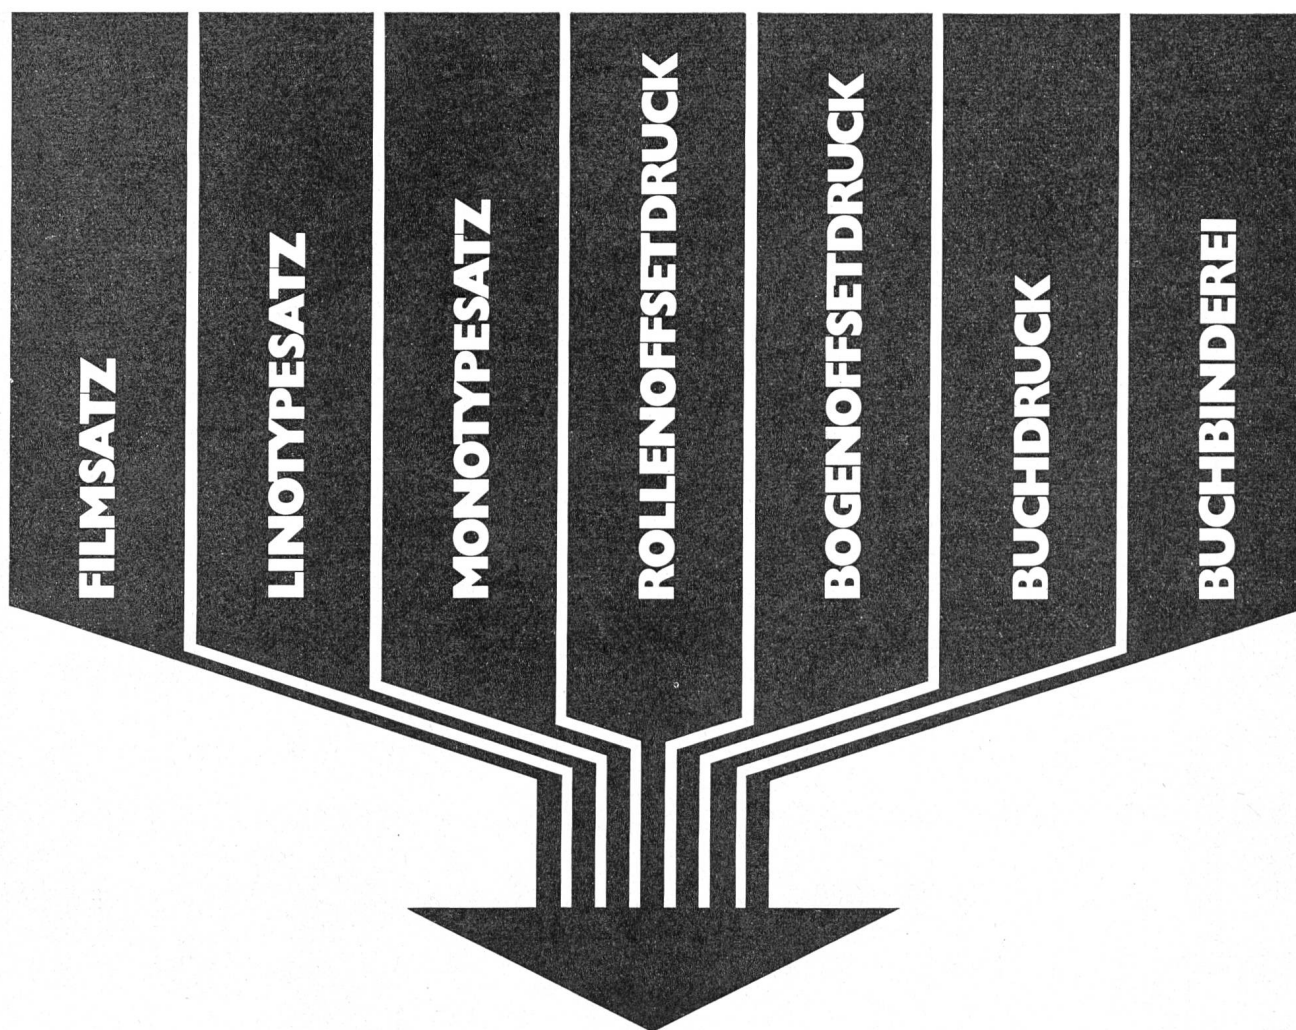 FILMSATZ
LINOTYPESATZ
MONOTYPESATZ
ROLLENOFFSETDRUCK
BOGENOFFSETDRUCK
BUCHDRUCK
BUCHBINDEREI